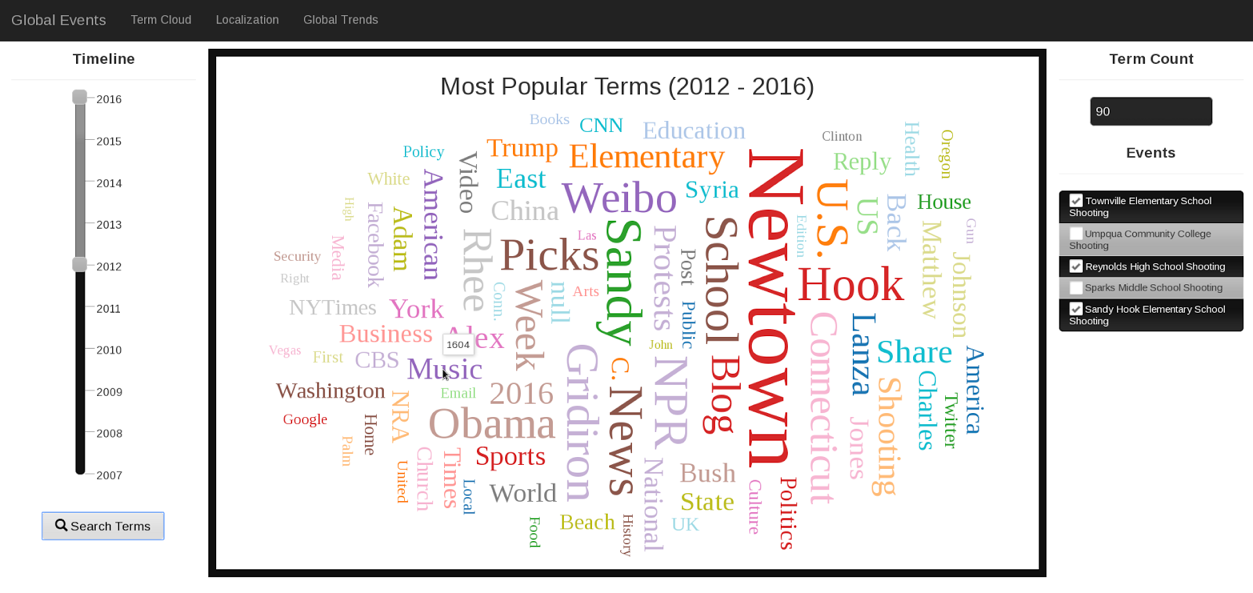 Global Events Term Cloud Localization Global Trends
Timeline
2016
2015
2014
2013
2012
2011
2010
2009
2008
2007
Search Terms
Most Popular Terms (2012 - 2016)
Books
CNN
Education
Clinton
Health
Oregon
Policy
Video
Trump
Elementary
Newtown
Reply
White
American
East
Weibo
Syria
U.S.
US
Back
House
High
Facebook
Adam
China
Sandy
Las
Protests
School
Edition
Matthew
Gun
Johnson
Security
Media
Rhee
Picks
Post
Hook
Right
Conn.
null
Arts
Public
NYTimes
York
Week
Connecticut
Lanza
Share
America
Business
Alex
1604
John
Vegas
First
CBS
Music
C.
NPR
Blog
Shooting
Charles
Washington
NRA
Email
2016
Gridiron
News
Twitter
Google
Home
Obama
Jones
Palm
United
Church
Times
Sports
National
Bush
Local
World
State
Culture
Politics
Food
Beach
History
UK
Term Count
90
Events
Townville Elementary School
Shooting
Umpqua Community College
Shooting
Reynolds High School Shooting
Sparks Middle School Shooting
Sandy Hook Elementary School
Shooting